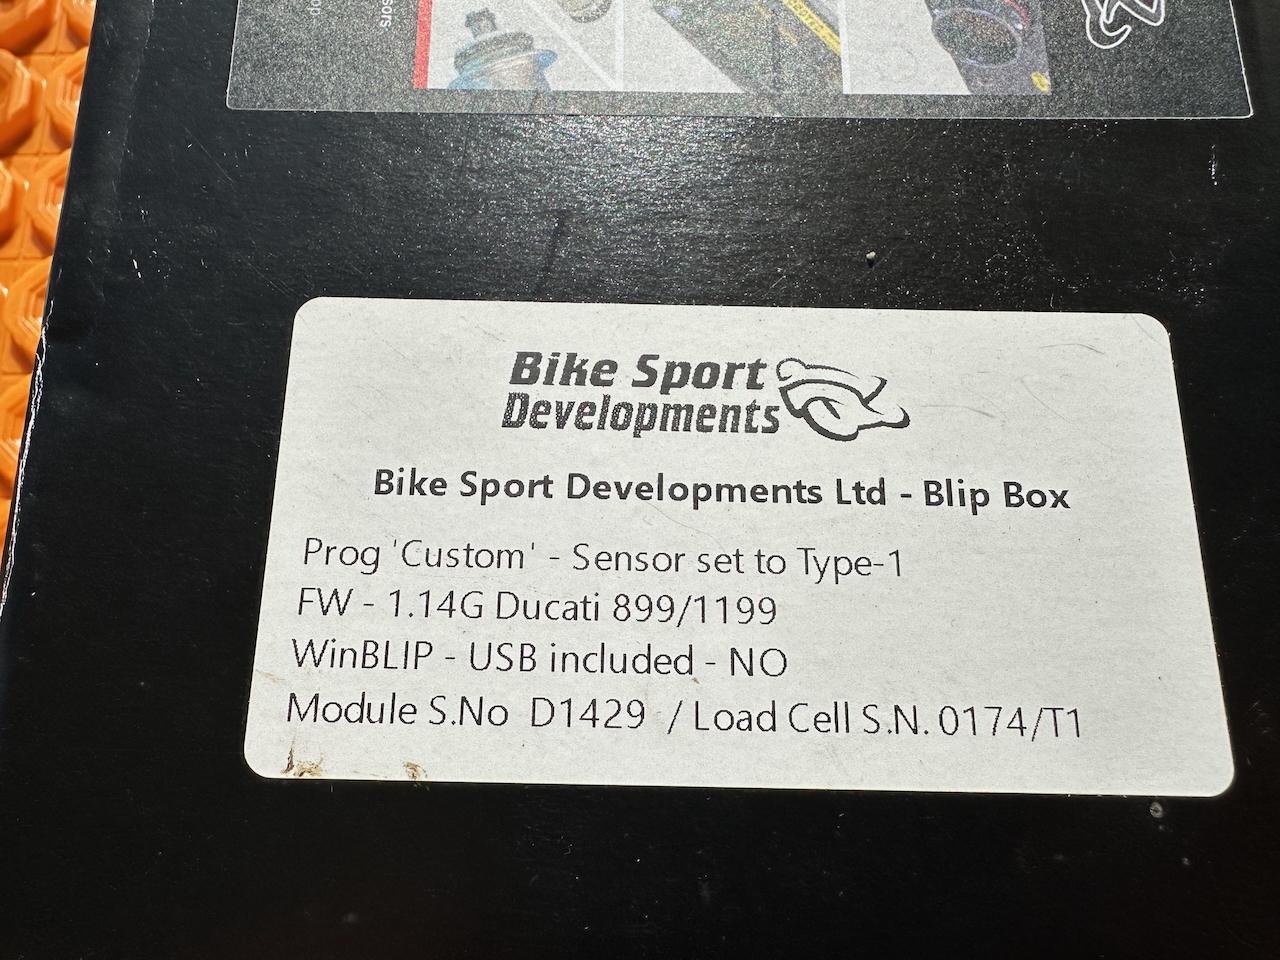 sors.
Bike Sport
Developments
Bike Sport Developments Ltd - Blip Box
Prog 'Custom' - Sensor set to Type-1
FW - 1.14G Ducati 899/1199
WinBLIP - USB included - NO
Module S.No D1429 / Load Cell S.N. 0174/T1